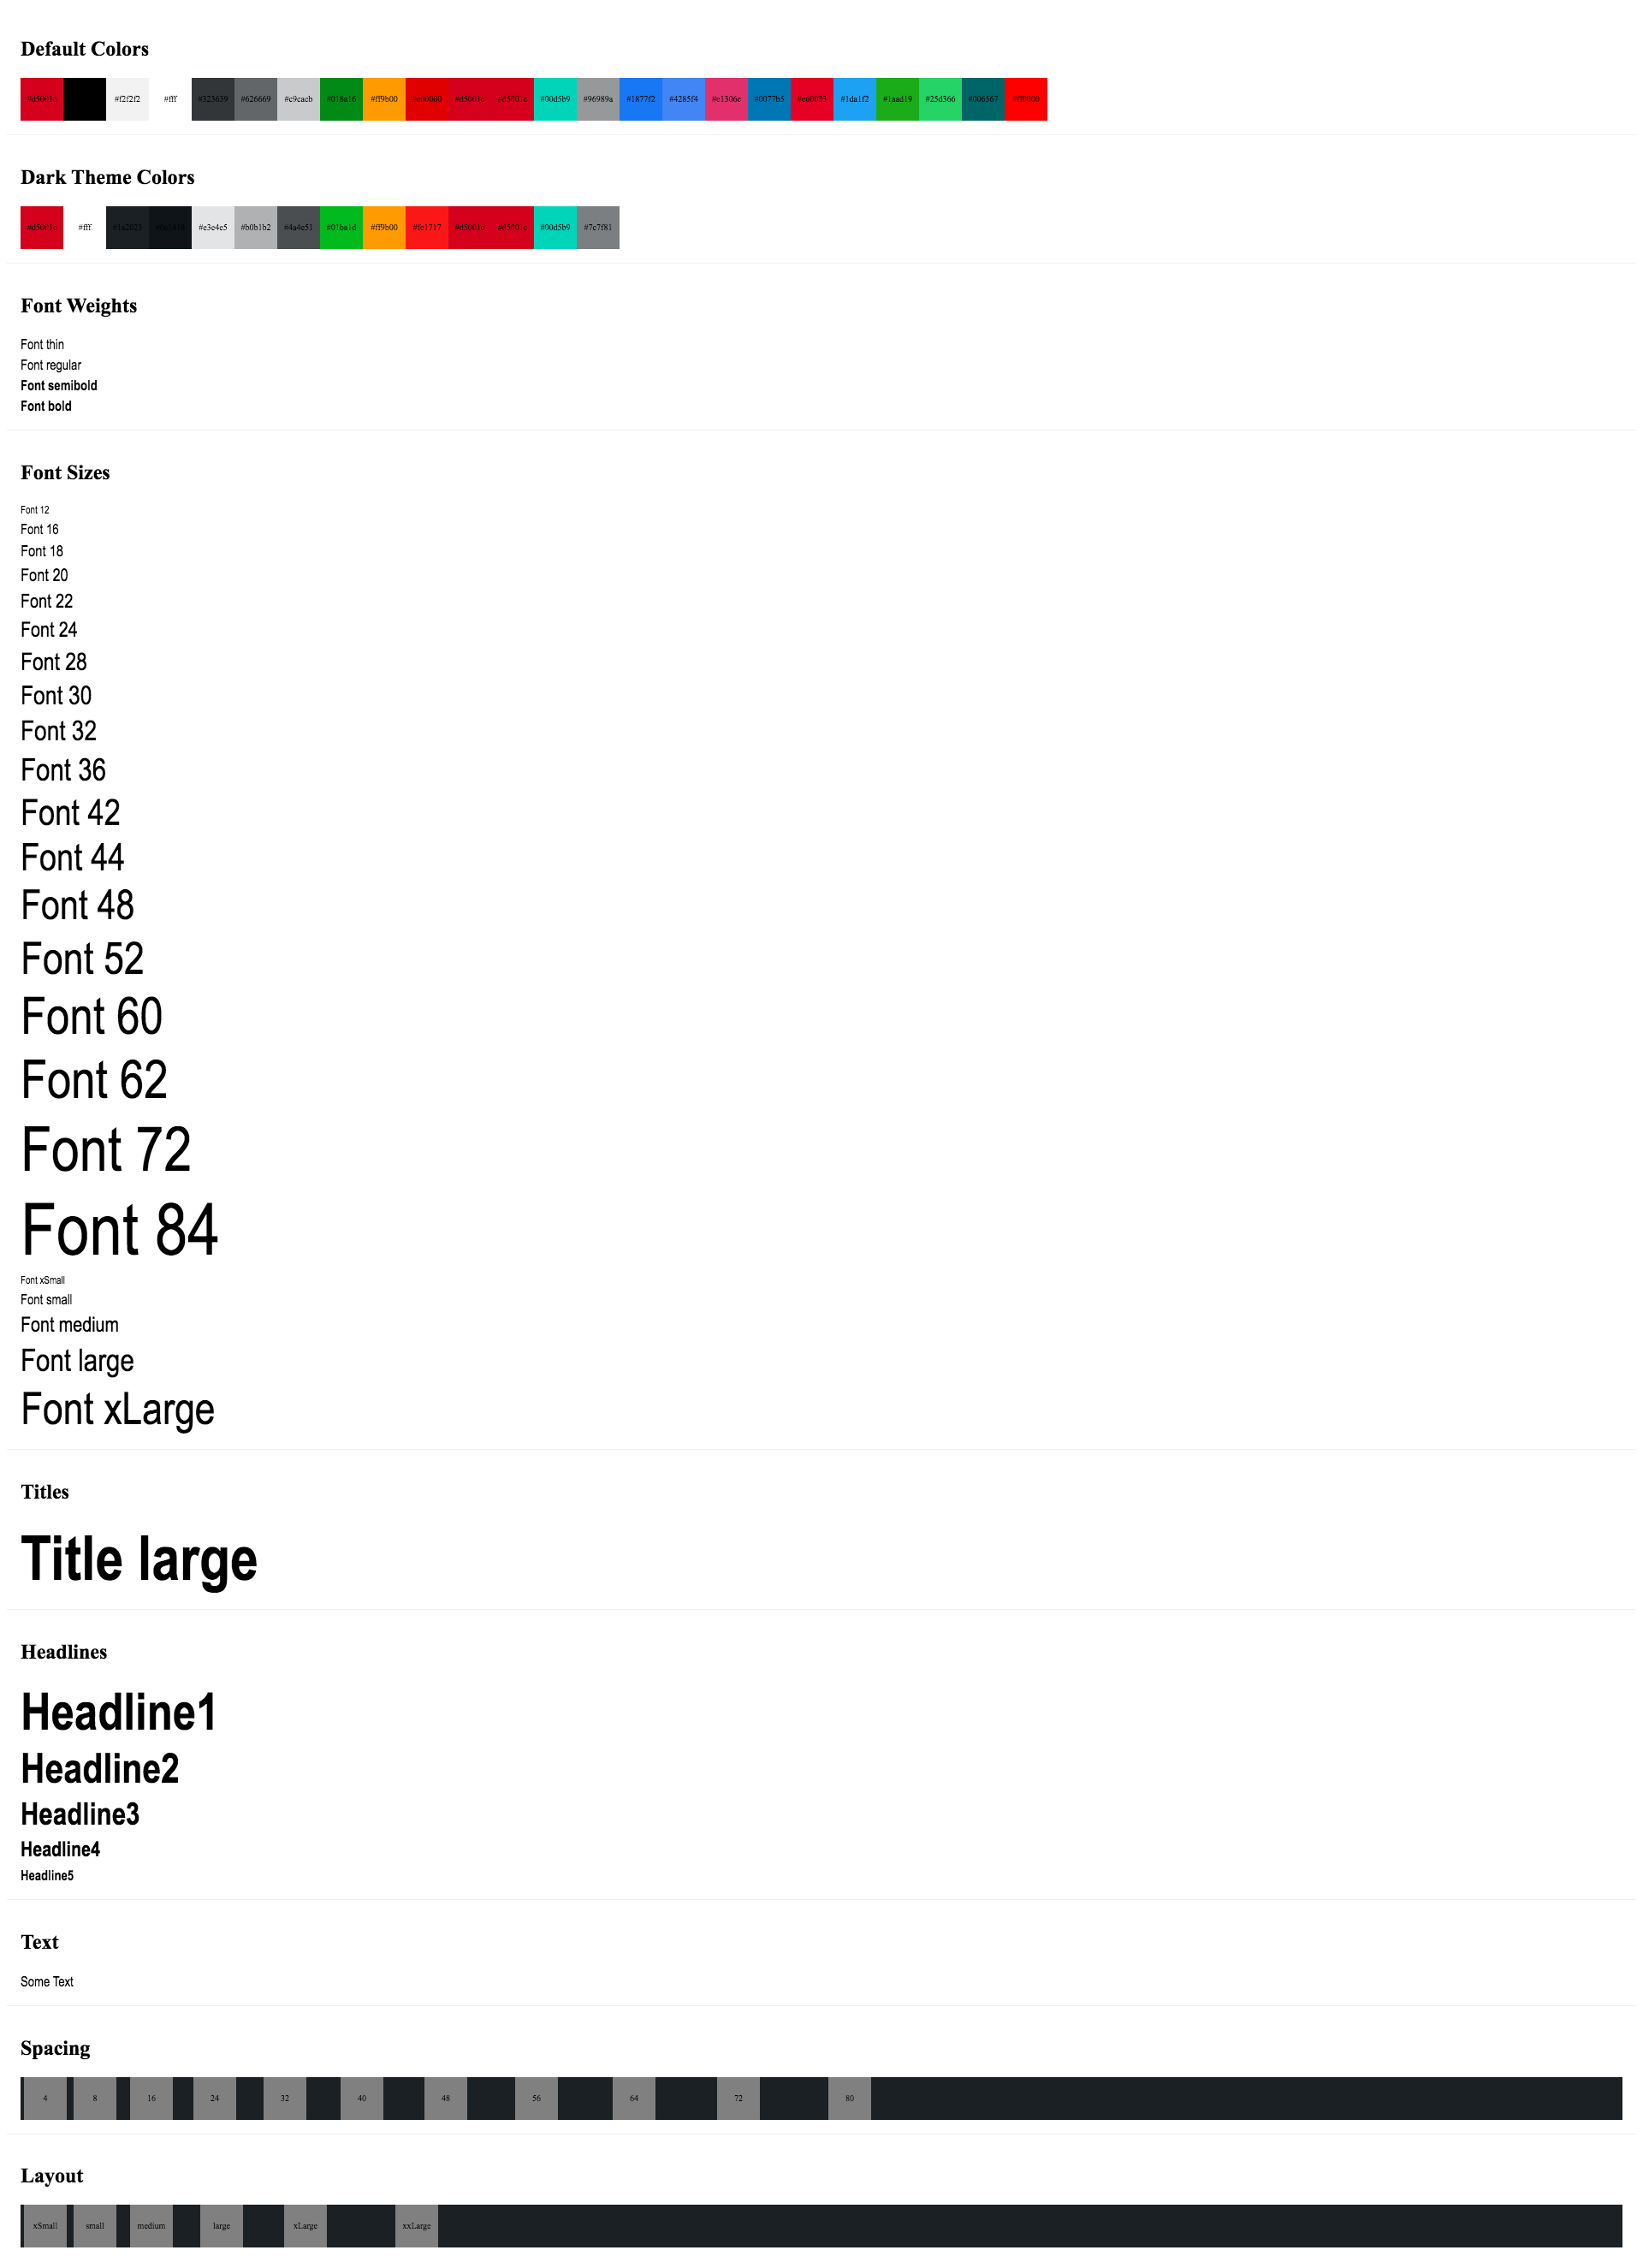 Default Colors
#d5001c #f2f2f2 #fff #323639 #626669 #c9cacb #018a16 #ff9b00 #e00000 #d5001c #d5001c #00d5b9 #96989a #1877f2 #4285f4 #e1306c #0077b5 #e60023 #1da1f2 #1aad19 #25d366 #006567 #ff0000
Dark Theme Colors
#d5001c #fff #1a2023 #0e1418 #e3e4e5 #b0b1b2 #4a4e51 #01ba1d #ff9b00 #fc1717 #d5001c #d5001c #00d5b9 #7c7f81
Font Weights
Font thin
Font regular
Font semibold
Font bold
Font Sizes
Font 12
Font 16
Font 18
Font 20
Font 22
Font 24
Font 28
Font 30
Font 32
Font 36
Font 42
Font 44
Font 48
Font 52
Font 60
Font 62
Font 72
Font 84
Font xSmall
Font small
Font medium
Font large
Font xLarge
Titles
Title large
Headlines
Headline1
Headline2
Headline3
Headline4
Headline5
Text
Some Text
Spacing
4 8 16 24 32 40 48 56 64 72 80
Layout
xSmall small medium large xLarge xxLarge